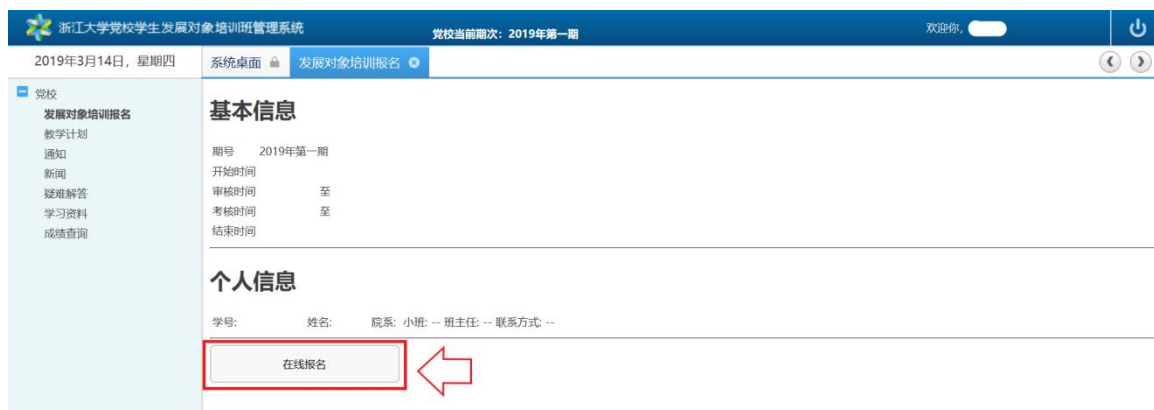 浙江大学党校学生发展对象培训班管理系统
党校当前期次：2019年第一期
欢迎你,
2019年3月14日，星期四
系统桌面
发展对象培训报名
党校
发展对象培训报名
教学计划
通知
新闻
疑难解答
学习资料
成绩查询
基本信息
期号 2019年第一期
开始时间
审核时间 至
考核时间 至
结束时间
个人信息
学号: 姓名: 院系: 小班: -- 班主任: -- 联系方式: --
在线报名